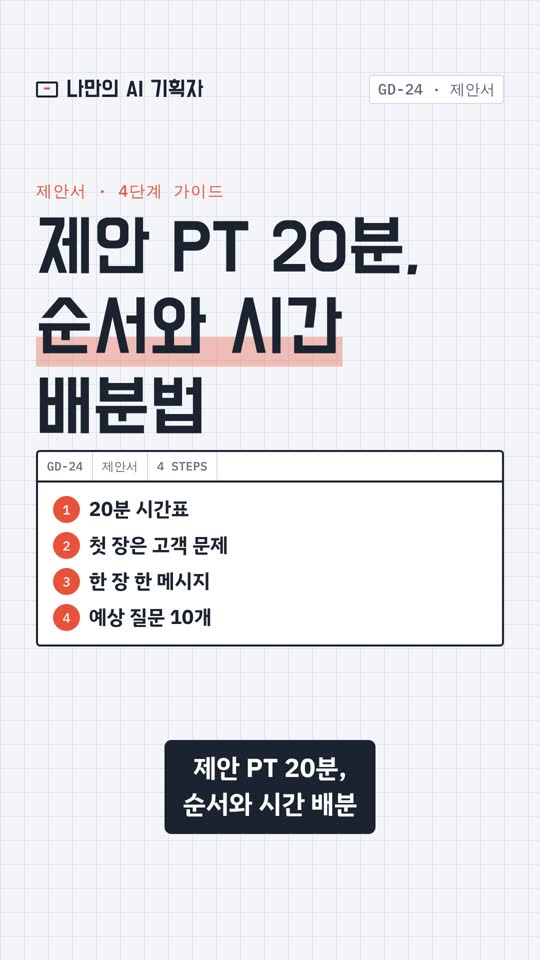 나만의 AI 기획자
GD-24 · 제안서
제안서 · 4단계 가이드
제안 PT 20분,
순서와 시간
배분법
GD-24 제안서 4 STEPS
1 20분 시간표
2 첫 장은 고객 문제
3 한 장 한 메시지
4 예상 질문 10개
제안 PT 20분,
순서와 시간 배분